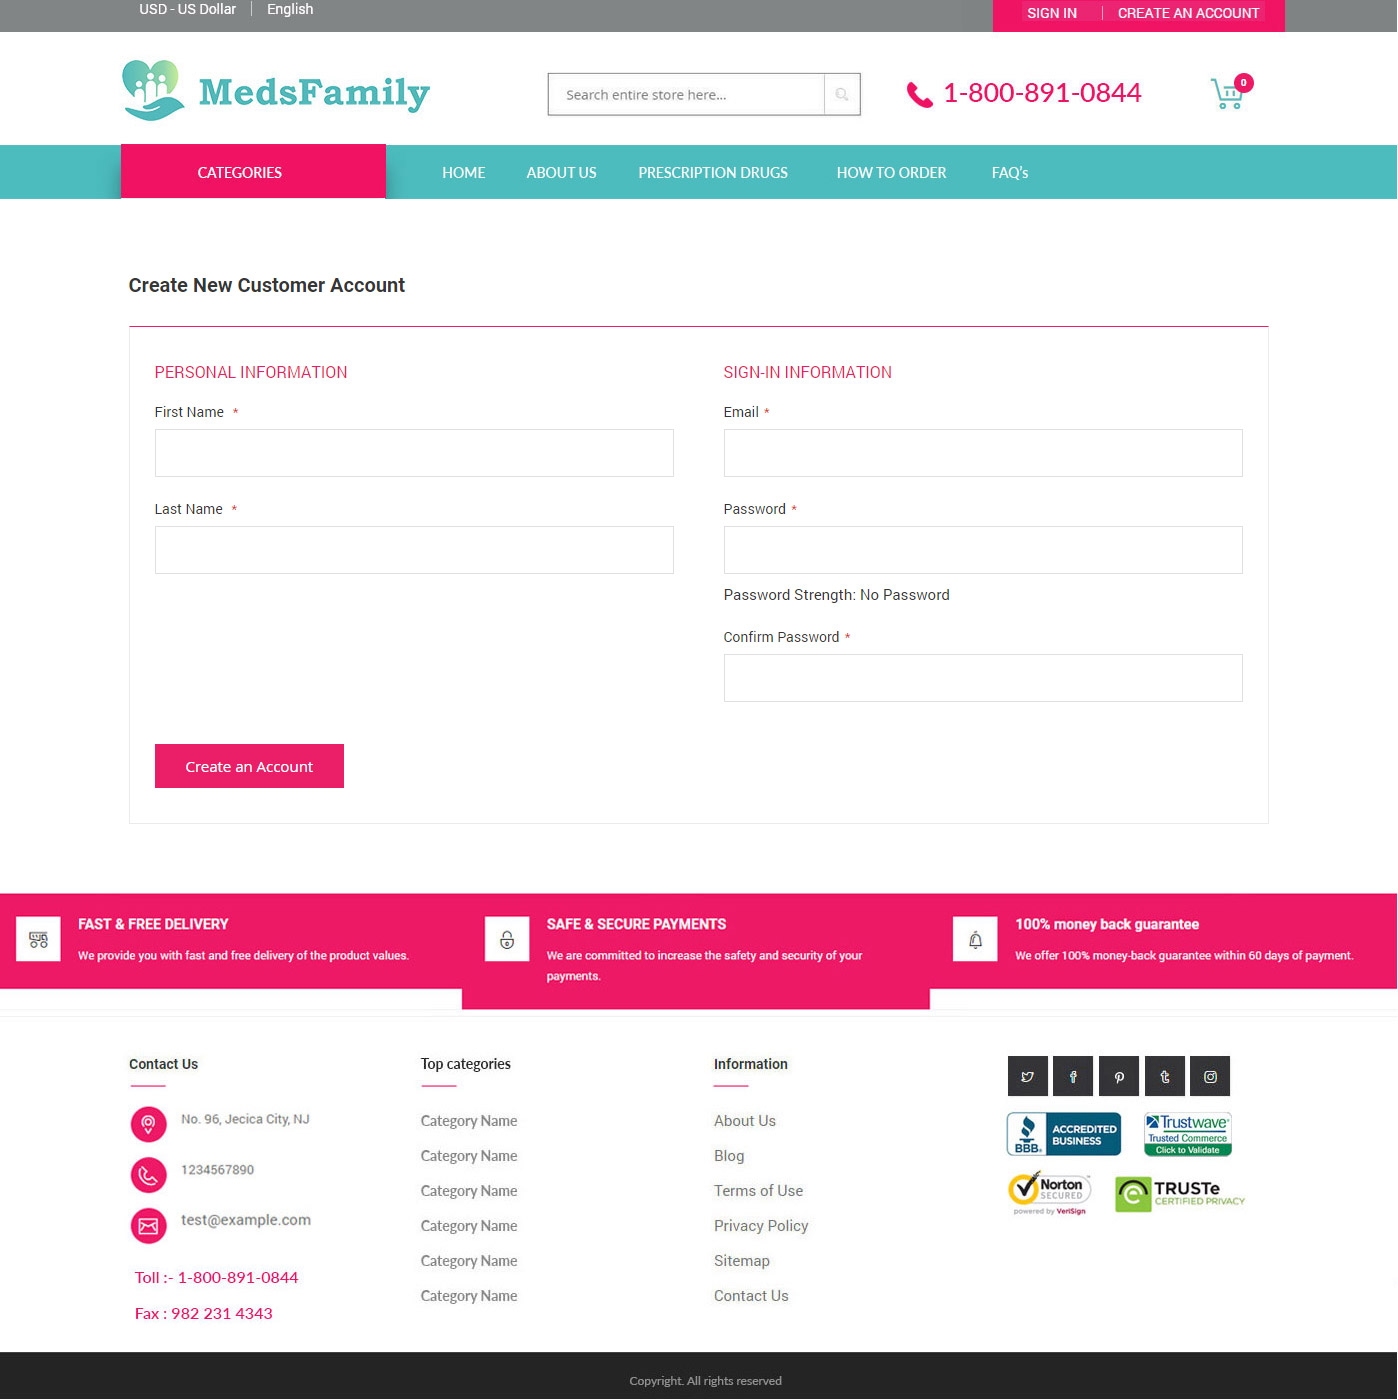 USD - US Dollar
English
SIGN IN
CREATE AN ACCOUNT
MedsFamily
Search entire store here...
1-800-891-0844
0
CATEGORIES
HOME
ABOUT US
PRESCRIPTION DRUGS
HOW TO ORDER
FAQ's
Create New Customer Account
PERSONAL INFORMATION
First Name *
Last Name *
SIGN-IN INFORMATION
Email *
Password *
Password Strength: No Password
Confirm Password *
Create an Account
FAST & FREE DELIVERY
We provide you with fast and free delivery of the product values.
SAFE & SECURE PAYMENTS
We are committed to increase the safety and security of your
payments.
100% money back guarantee
We offer 100% money-back guarantee within 60 days of payment.
Contact Us
No. 96, Jecica City, NJ
1234567890
test@example.com
Toll :- 1-800-891-0844
Fax : 982 231 4343
Top categories
Category Name
Category Name
Category Name
Category Name
Category Name
Category Name
Information
About Us
Blog
Terms of Use
Privacy Policy
Sitemap
Contact Us
BBB.
ACCREDITED
BUSINESS
Trustwave
Trusted Commerce
Click to Validate
Norton
SECURED
powered by VeriSign
TRUSTe
CERTIFIED PRIVACY
Copyright. All rights reserved